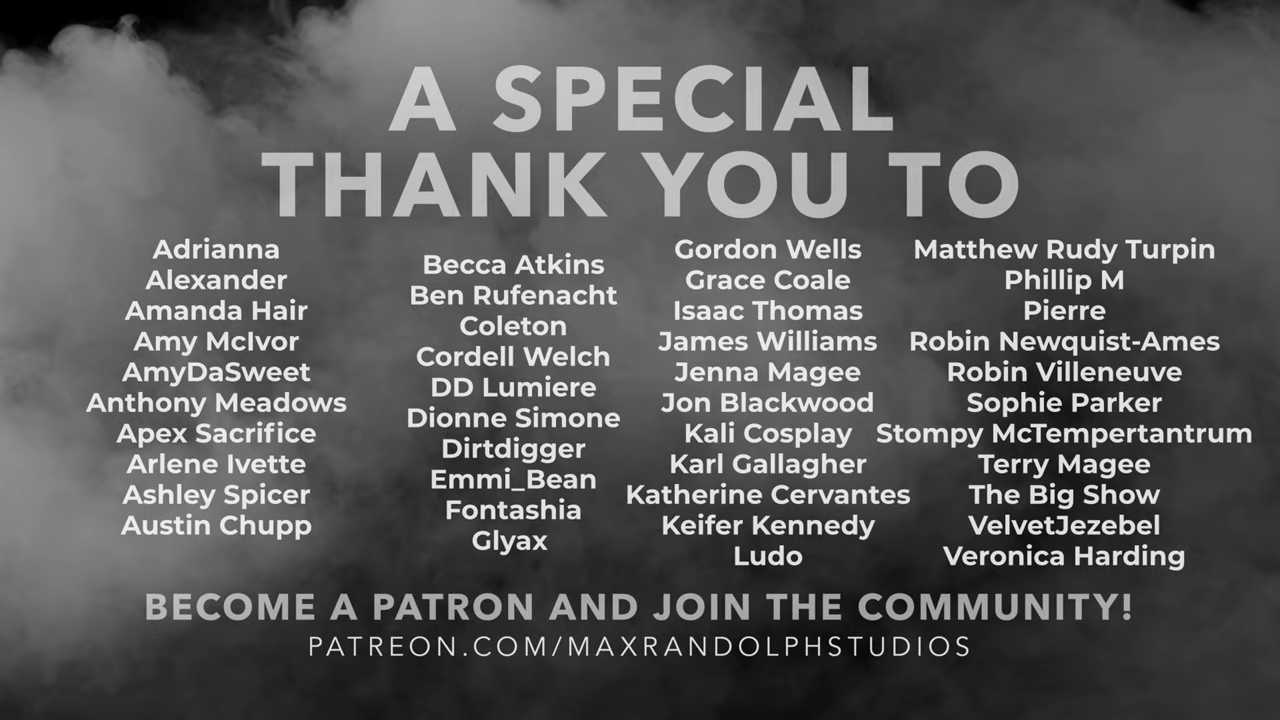 A SPECIAL
THANK YOU TO
Adrianna
Alexander
Amanda Hair
Amy McIvor
AmyDaSweet
Anthony Meadows
Apex Sacrifice
Arlene Ivette
Ashley Spicer
Austin Chupp
Becca Atkins
Ben Rufenacht
Coleton
Cordell Welch
DD Lumiere
Dionne Simone
Dirtdigger
Emmi_Bean
Fontashia
Glyax
Gordon Wells
Grace Coale
Isaac Thomas
James Williams
Jenna Magee
Jon Blackwood
Kali Cosplay
Karl Gallagher
Katherine Cervantes
Keifer Kennedy
Ludo
Matthew Rudy Turpin
Phillip M
Pierre
Robin Newquist-Ames
Robin Villeneuve
Sophie Parker
Stompy McTempertantrum
Terry Magee
The Big Show
VelvetJezebel
Veronica Harding
BECOME A PATRON AND JOIN THE COMMUNITY!
PATREON.COM/MAXRANDOLPHSTUDIOS